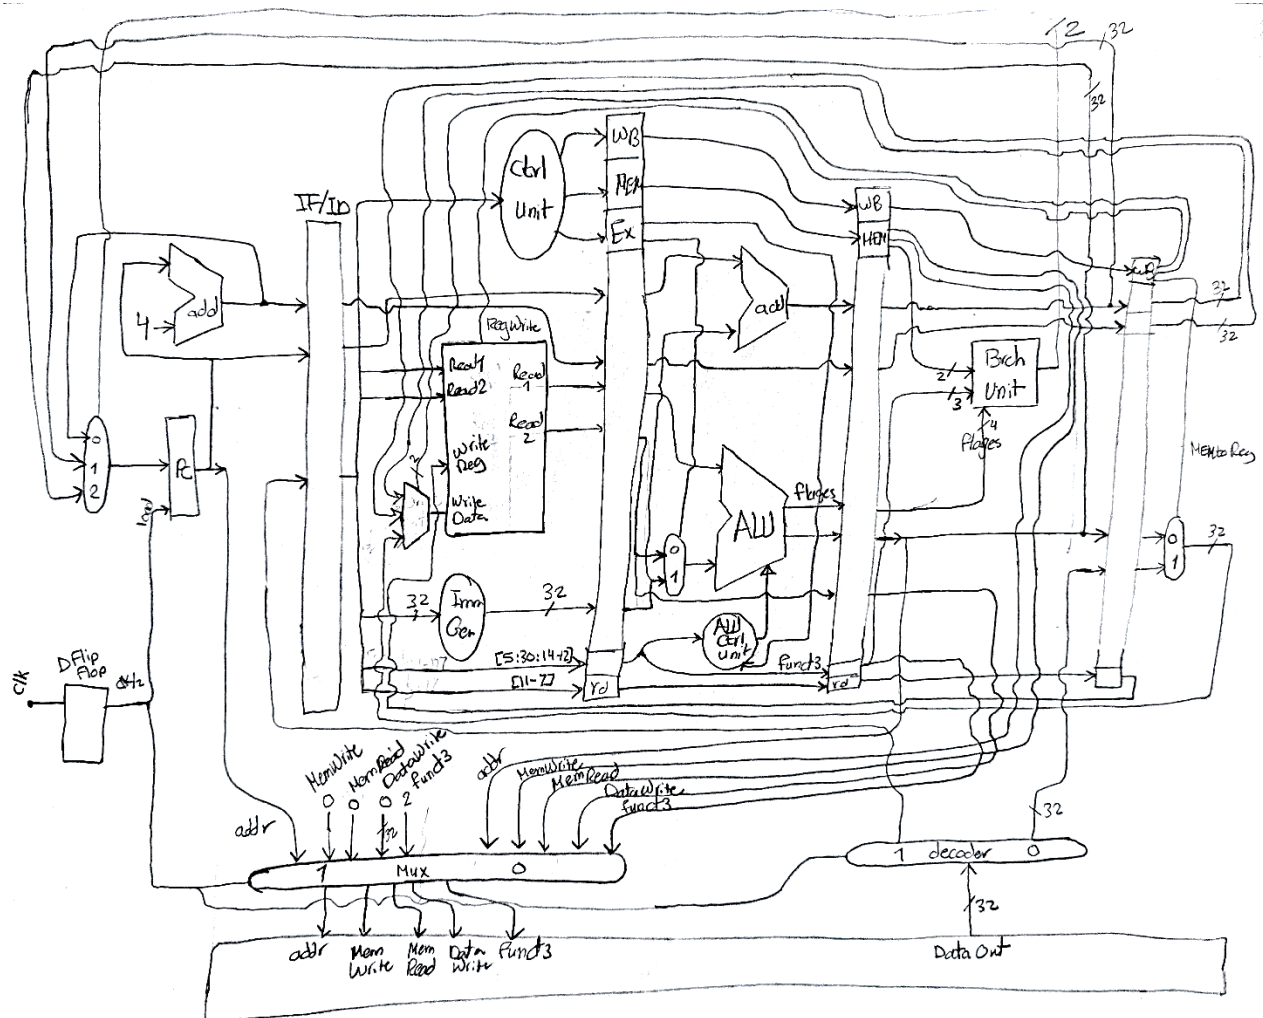 2
32
32
IF/ID
Ctrl
Unit
WB
MEM
Ex
WB
MEM
WB
32
32
add
4
add
RegWrite
Read1
Read2
Read
1
Read
2
Write
Reg
Write
Data
2
Brch
Unit
2
3
4
flages
MEMtoReg
0
1
2
PC
load
flages
ALU
0
1
0
1
32
Imm
Gen
32
32
ALU
Ctrl
Unit
[5:30:14-12]
[11-7]
funct3
rd
rd
D Flip
Flop
clk
clk/2
MemWrite
MemRead
DataWrite
funct3
0
0
0
2
32
addr
addr
MemWrite
MemRead
DataWrite
funct3
32
1
Mux
0
1
decoder
0
32
addr
Mem
Write
Mem
Read
Data
Write
funct3
Data Out